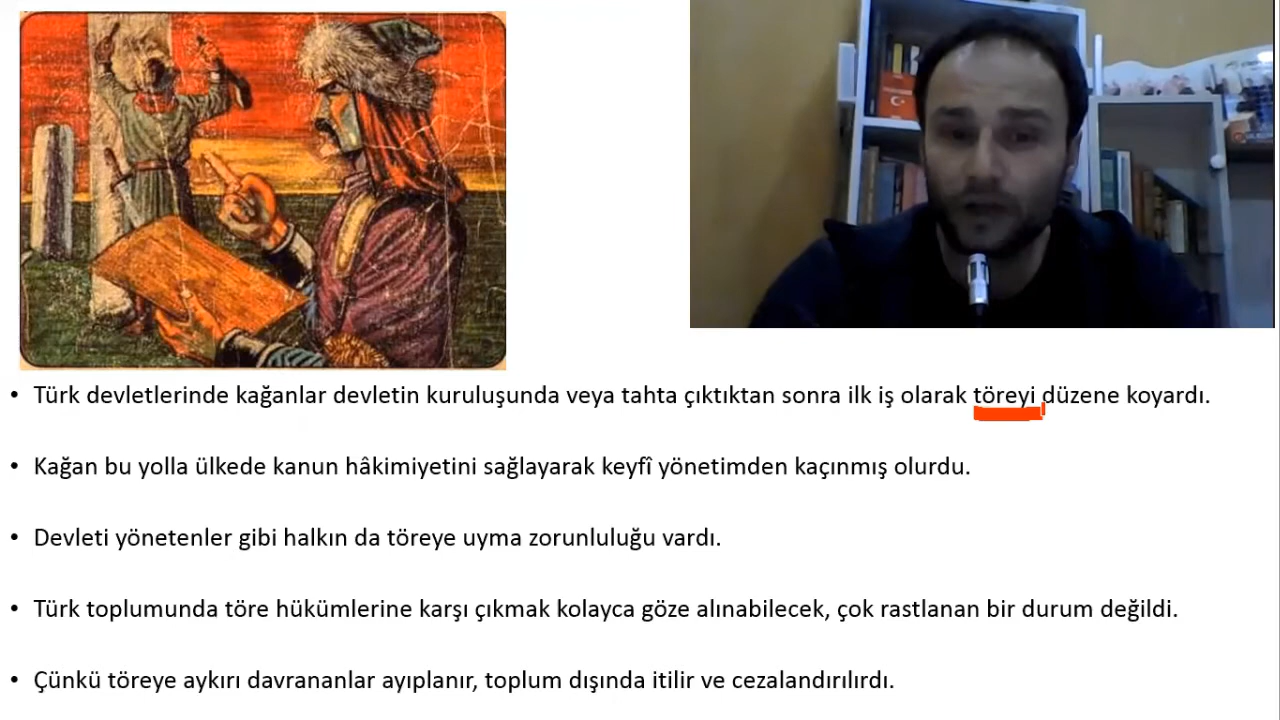 • Türk devletlerinde kağanlar devletin kuruluşunda veya tahta çıktıktan sonra ilk iş olarak töreyi düzene koyardı.
• Kağan bu yolla ülkede kanun hâkimiyetini sağlayarak keyfî yönetimden kaçınmış olurdu.
• Devleti yönetenler gibi halkın da töreye uyma zorunluluğu vardı.
• Türk toplumunda töre hükümlerine karşı çıkmak kolayca göze alınabilecek, çok rastlanan bir durum değildi.
• Çünkü töreye aykırı davrananlar ayıplanır, toplum dışında itilir ve cezalandırılırdı.